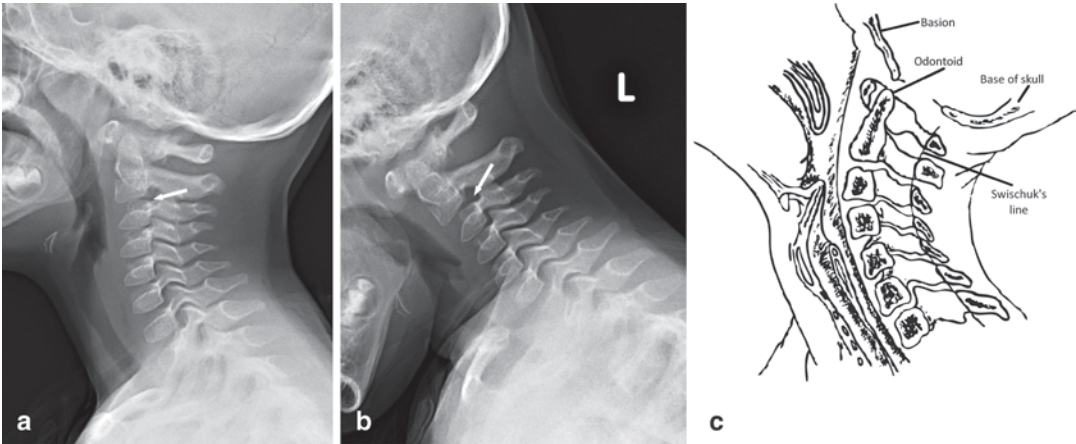 a
b
L
c
Basion
Odontoid
Base of skull
Swischuk's
line